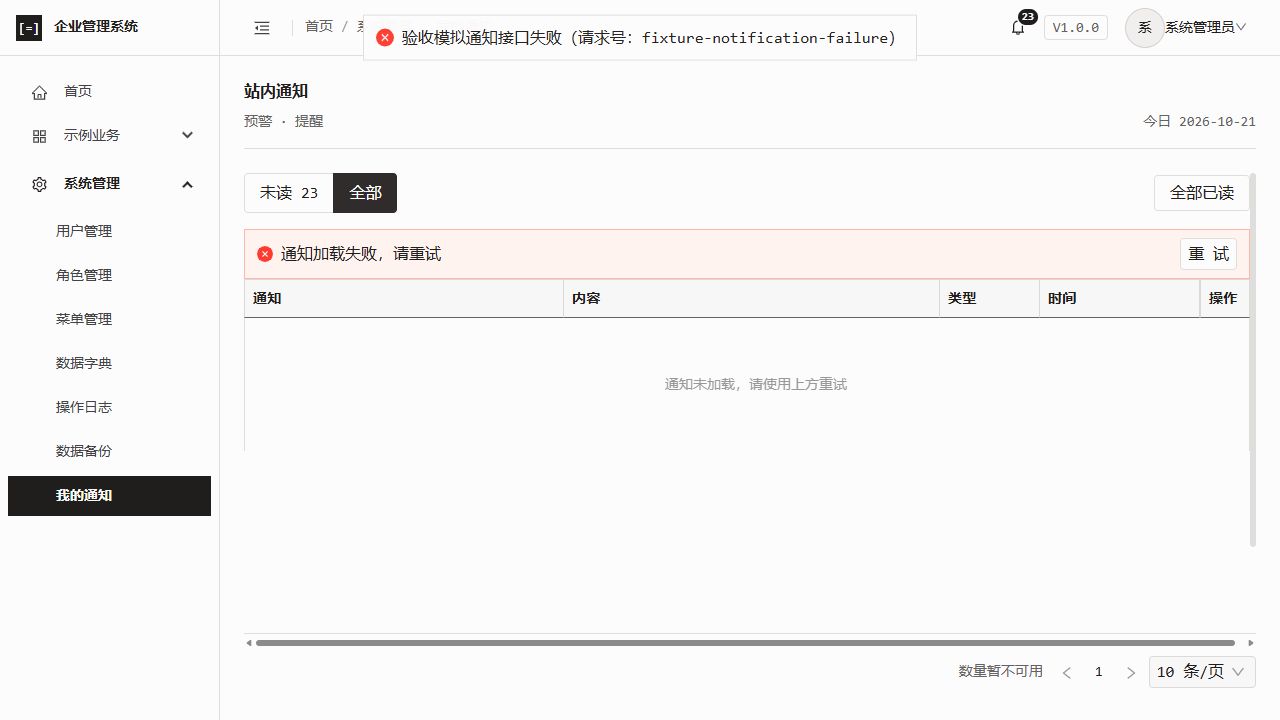 [=] 企业管理系统
首页 /
验收模拟通知接口失败（请求号：fixture-notification-failure）
23
V1.0.0
系 系统管理员
首页
示例业务
系统管理
用户管理
角色管理
菜单管理
数据字典
操作日志
数据备份
我的通知
站内通知
预警 · 提醒
今日 2026-10-21
未读 23
全部
全部已读
通知加载失败，请重试
重 试
通知 内容 类型 时间 操作
通知未加载，请使用上方重试
数量暂不可用
1
10 条/页